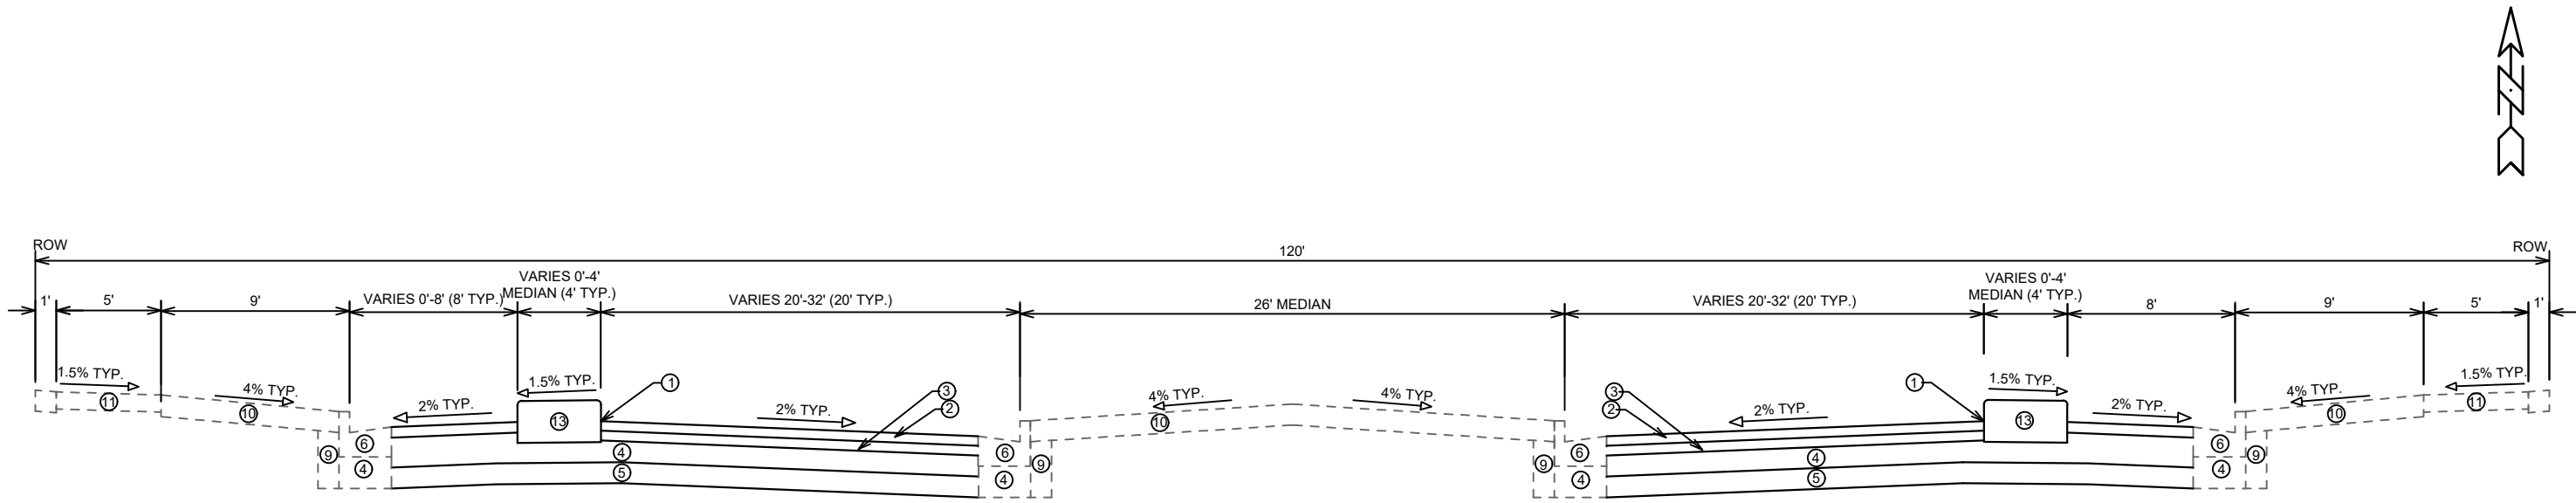 ROW
ROW
120'
VARIES 0'-4'
MEDIAN (4' TYP.)
VARIES 0'-4'
MEDIAN (4' TYP.)
1'
5'
9'
VARIES 0'-8' (8' TYP.)
VARIES 20'-32' (20' TYP.)
26' MEDIAN
VARIES 20'-32' (20' TYP.)
8'
9'
5'
1'
1.5% TYP.
4% TYP.
2% TYP.
1.5% TYP.
2% TYP.
4% TYP.
4% TYP.
2% TYP.
1.5% TYP.
2% TYP.
4% TYP.
1.5% TYP.
11
10
9
6
4
13
1
3
2
4
5
6
4
9
10
9
6
4
3
2
1
13
4
5
6
4
9
10
11
N